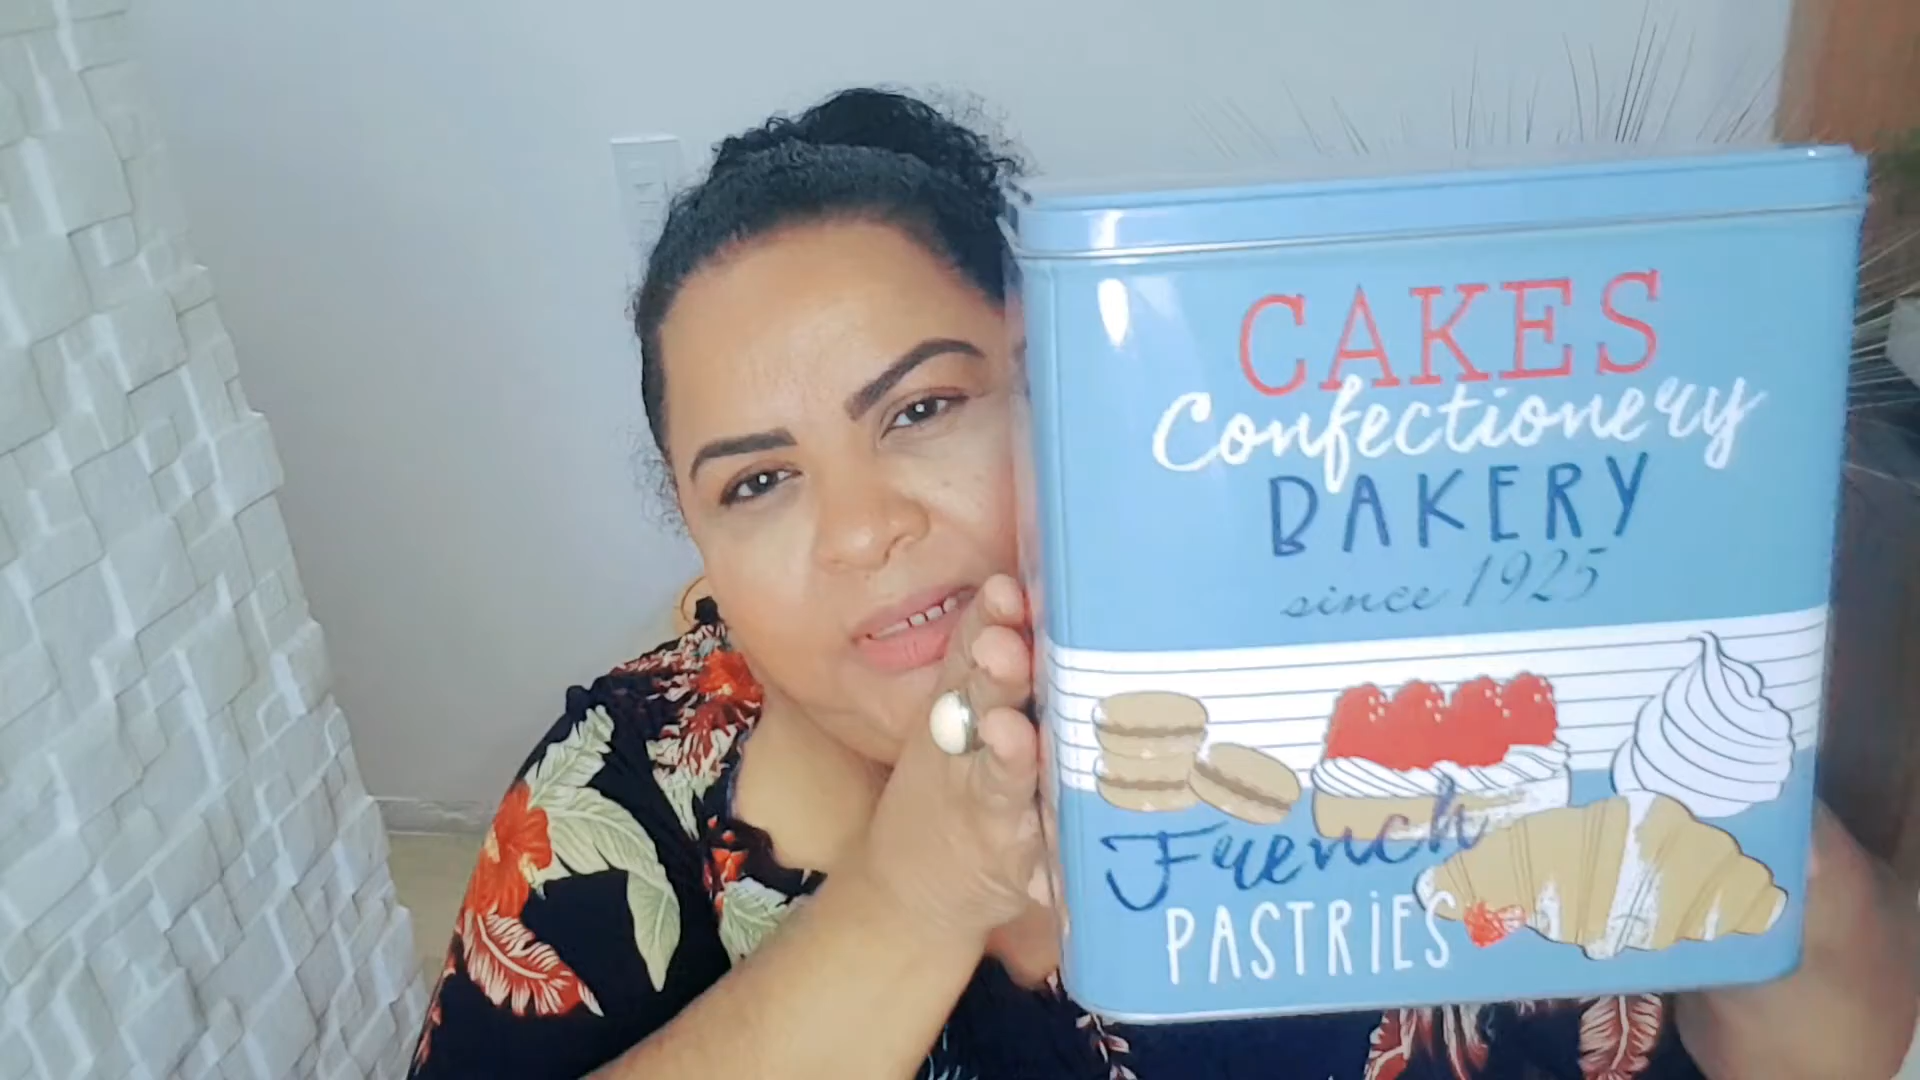 CAKES
Confectionery
BAKERY
since 1925
French
PASTRiES